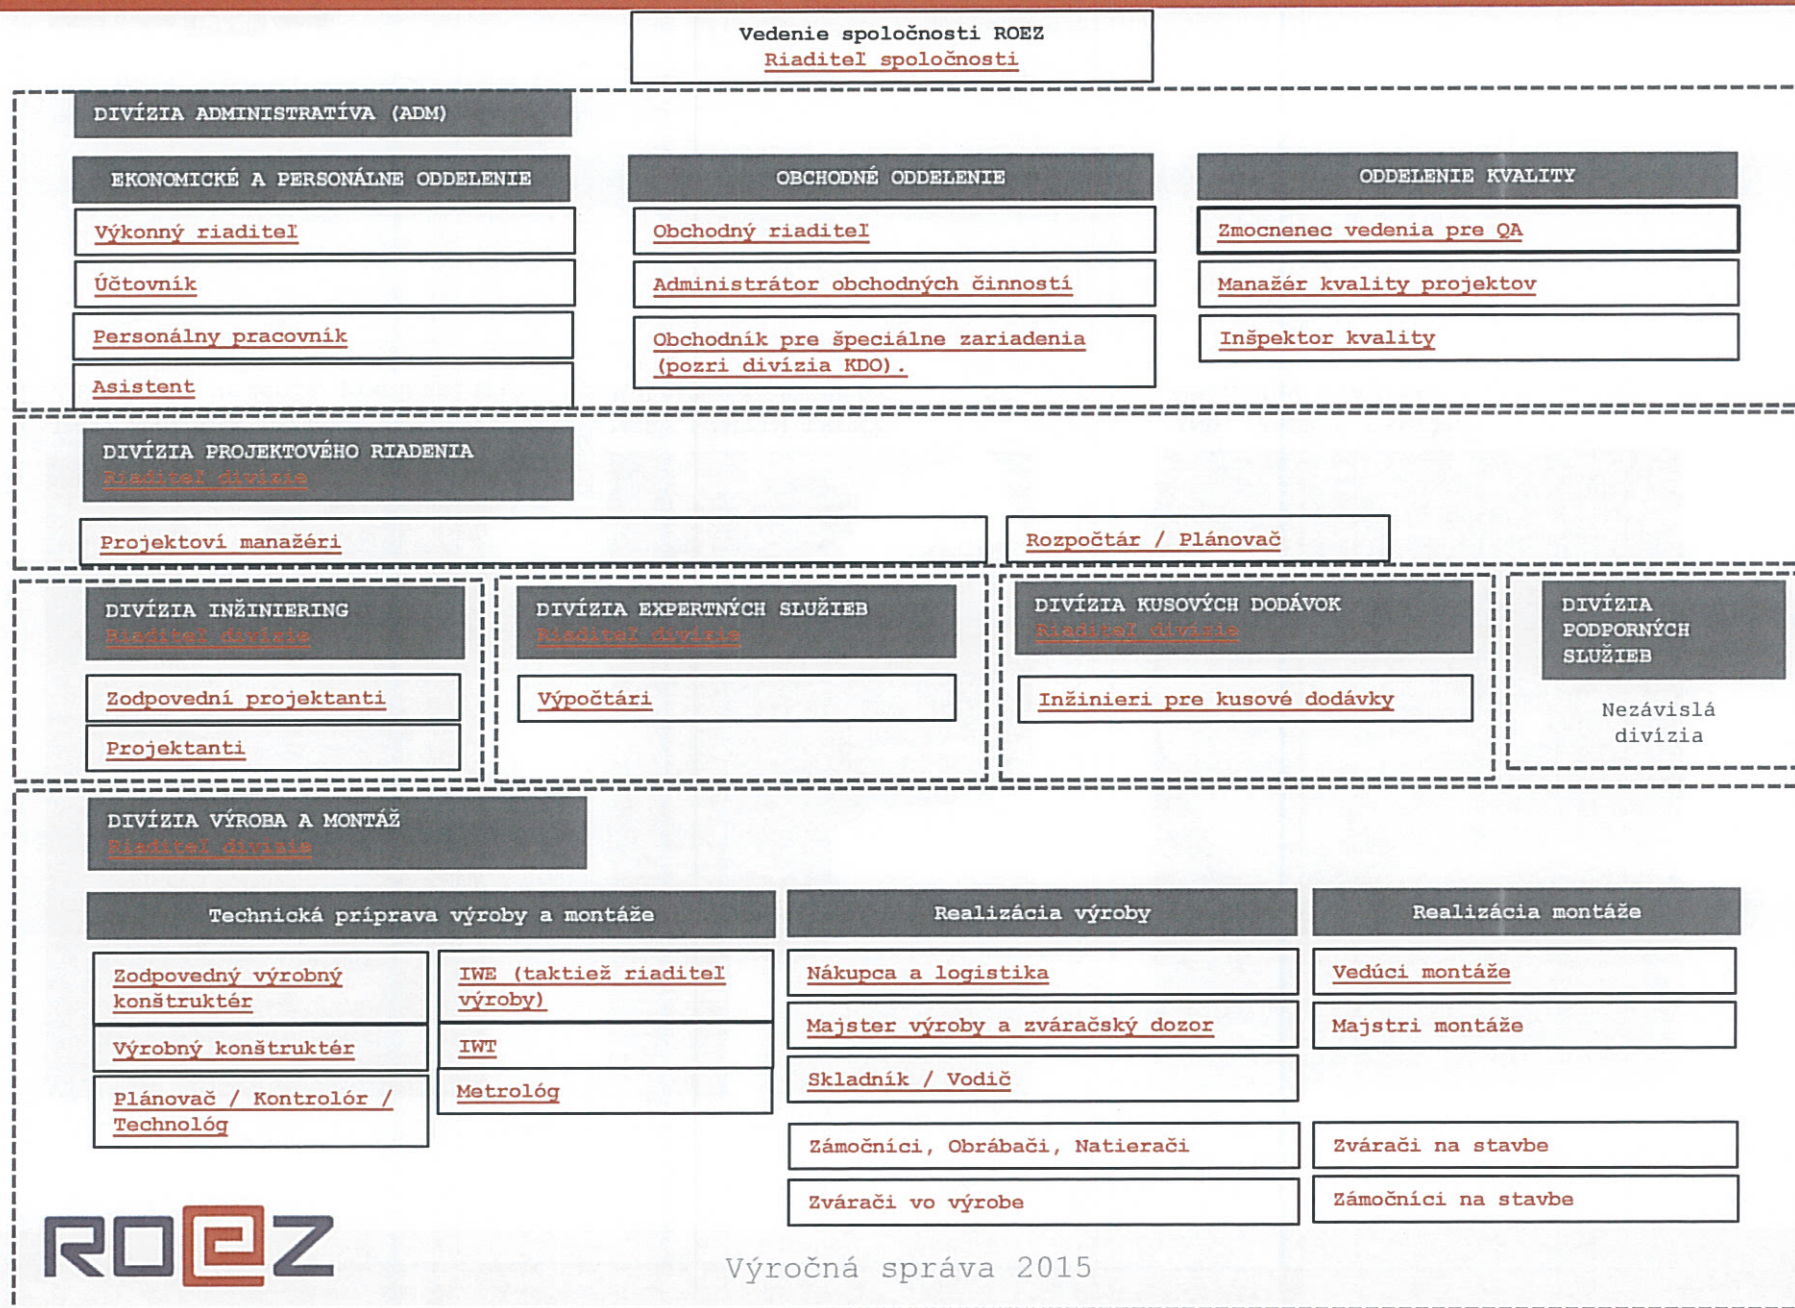 Vedenie spoločnosti ROEZ
Riaditeľ spoločnosti
DIVÍZIA ADMINISTRATÍVA (ADM)
EKONOMICKÉ A PERSONÁLNE ODDELENIE
Výkonný riaditeľ
Účtovník
Personálny pracovník
Asistent
OBCHODNÉ ODDELENIE
Obchodný riaditeľ
Administrátor obchodných činností
Obchodník pre špeciálne zariadenia
(pozri divízia KDO).
ODDELENIE KVALITY
Zmocnenec vedenia pre QA
Manažér kvality projektov
Inšpektor kvality
DIVÍZIA PROJEKTOVÉHO RIADENIA
Riaditeľ divízie
Projektoví manažéri
Rozpočtár / Plánovač
DIVÍZIA INŽINIERING
Riaditeľ divízie
Zodpovední projektanti
Projektanti
DIVÍZIA EXPERTNÝCH SLUŽIEB
Riaditeľ divízie
Výpočtári
DIVÍZIA KUSOVÝCH DODÁVOK
Riaditeľ divízie
Inžinieri pre kusové dodávky
DIVÍZIA
PODPORNÝCH
SLUŽIEB
Nezávislá
divízia
DIVÍZIA VÝROBA A MONTÁŽ
Riaditeľ divízie
Technická príprava výroby a montáže
Zodpovedný výrobný
konštruktér
Výrobný konštruktér
Plánovač / Kontrolór /
Technológ
IWE (taktiež riaditeľ
výroby)
IWT
Metrológ
Realizácia výroby
Nákupca a logistika
Majster výroby a zváračský dozor
Skladník / Vodič
Zámočníci, Obrábači, Natierači
Zvárači vo výrobe
Realizácia montáže
Vedúci montáže
Majstri montáže
Zvárači na stavbe
Zámočníci na stavbe
ROEZ
Výročná správa 2015